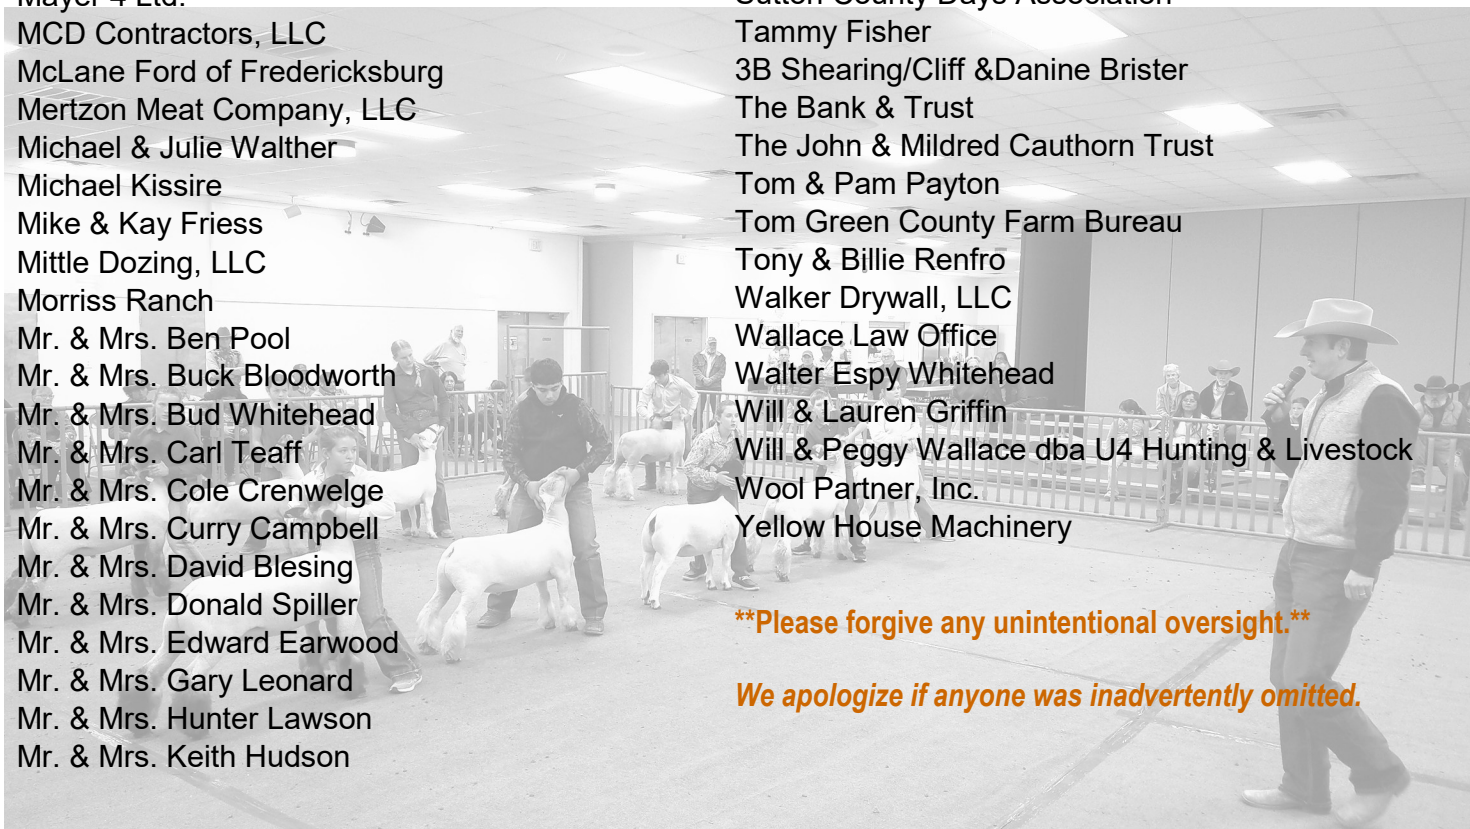 Mayer 4 Ltd.
MCD Contractors, LLC
McLane Ford of Fredericksburg
Mertzon Meat Company, LLC
Michael & Julie Walther
Michael Kissire
Mike & Kay Friess
Mittle Dozing, LLC
Morriss Ranch
Mr. & Mrs. Ben Pool
Mr. & Mrs. Buck Bloodworth
Mr. & Mrs. Bud Whitehead
Mr. & Mrs. Carl Teaff
Mr. & Mrs. Cole Crenwelge
Mr. & Mrs. Curry Campbell
Mr. & Mrs. David Blesing
Mr. & Mrs. Donald Spiller
Mr. & Mrs. Edward Earwood
Mr. & Mrs. Gary Leonard
Mr. & Mrs. Hunter Lawson
Mr. & Mrs. Keith Hudson
Sutton County Days Association
Tammy Fisher
3B Shearing/Cliff &Danine Brister
The Bank & Trust
The John & Mildred Cauthorn Trust
Tom & Pam Payton
Tom Green County Farm Bureau
Tony & Billie Renfro
Walker Drywall, LLC
Wallace Law Office
Walter Espy Whitehead
Will & Lauren Griffin
Will & Peggy Wallace dba U4 Hunting & Livestock
Wool Partner, Inc.
Yellow House Machinery
**Please forgive any unintentional oversight.**
We apologize if anyone was inadvertently omitted.